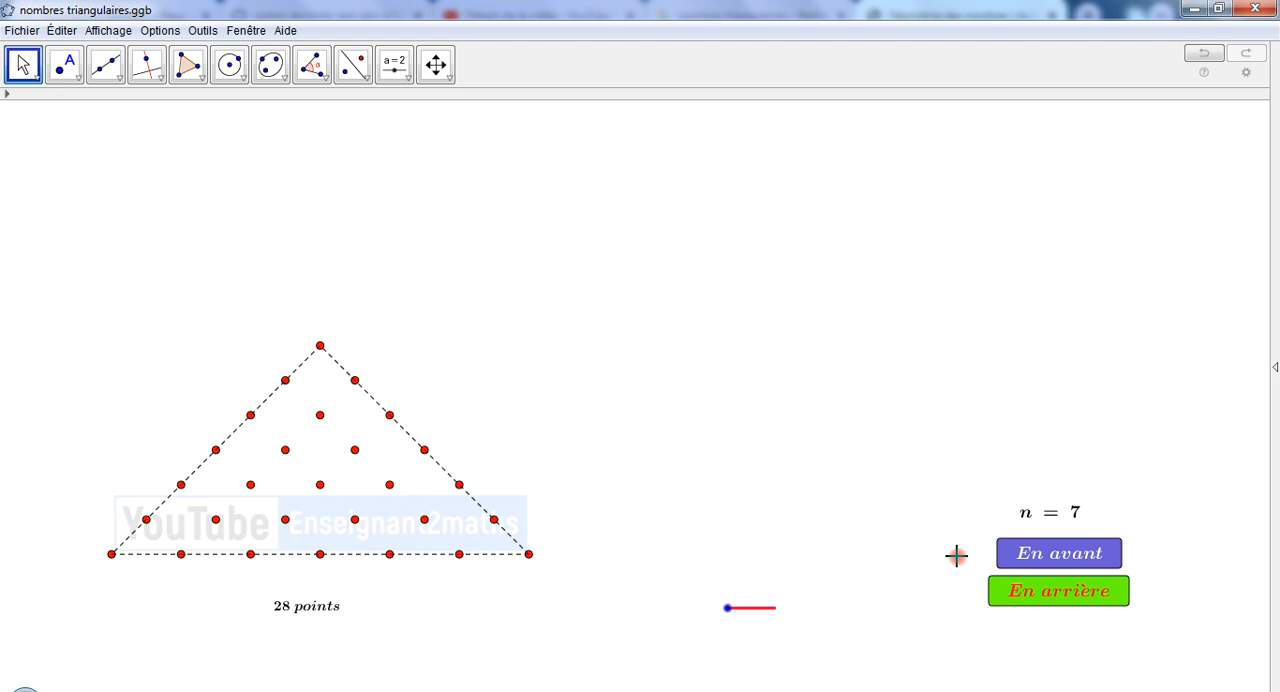 nombres triangulaires.ggb
Fichier Éditer Affichage Options Outils Fenêtre Aide
A
α
a=2
YouTube Enseignant2maths
n = 7
En avant
En arrière
28 points